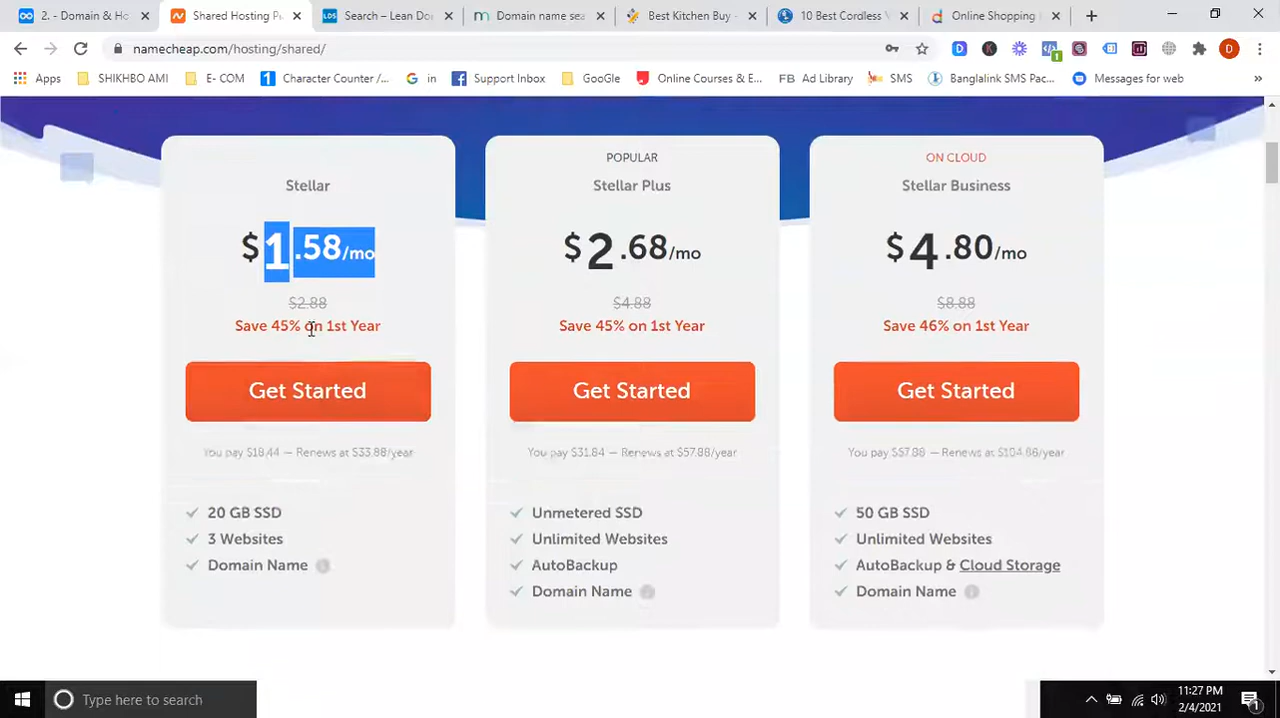 2. - Domain & Ho
Shared Hosting P
Search – Lean Do
Domain name sea
Best Kitchen Buy -
10 Best Cordless V
Online Shopping
namecheap.com/hosting/shared/
Apps
SHIKHBO AMI
E- COM
Character Counter /...
in
Support Inbox
GooGle
Online Courses & E...
FB Ad Library
SMS
Banglalink SMS Pac...
Messages for web
POPULAR
ON CLOUD
Stellar
Stellar Plus
Stellar Business
$1.58/mo
$2.68/mo
$4.80/mo
$2.88
$4.88
$8.88
Save 45% on 1st Year
Save 45% on 1st Year
Save 46% on 1st Year
Get Started
Get Started
Get Started
You pay $18.44 — Renews at $33.88/year
You pay $31.84 — Renews at $57.88/year
You pay $57.88 — Renews at $104.86/year
20 GB SSD
3 Websites
Domain Name
Unmetered SSD
Unlimited Websites
AutoBackup
Domain Name
50 GB SSD
Unlimited Websites
AutoBackup & Cloud Storage
Domain Name
Type here to search
11:27 PM
2/4/2021